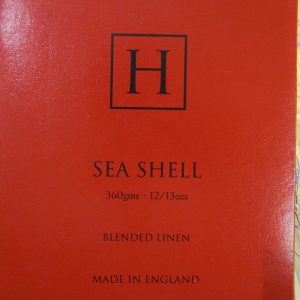 H
SEA SHELL
360gms - 12/13ozs
BLENDED LINEN
MADE IN ENGLAND